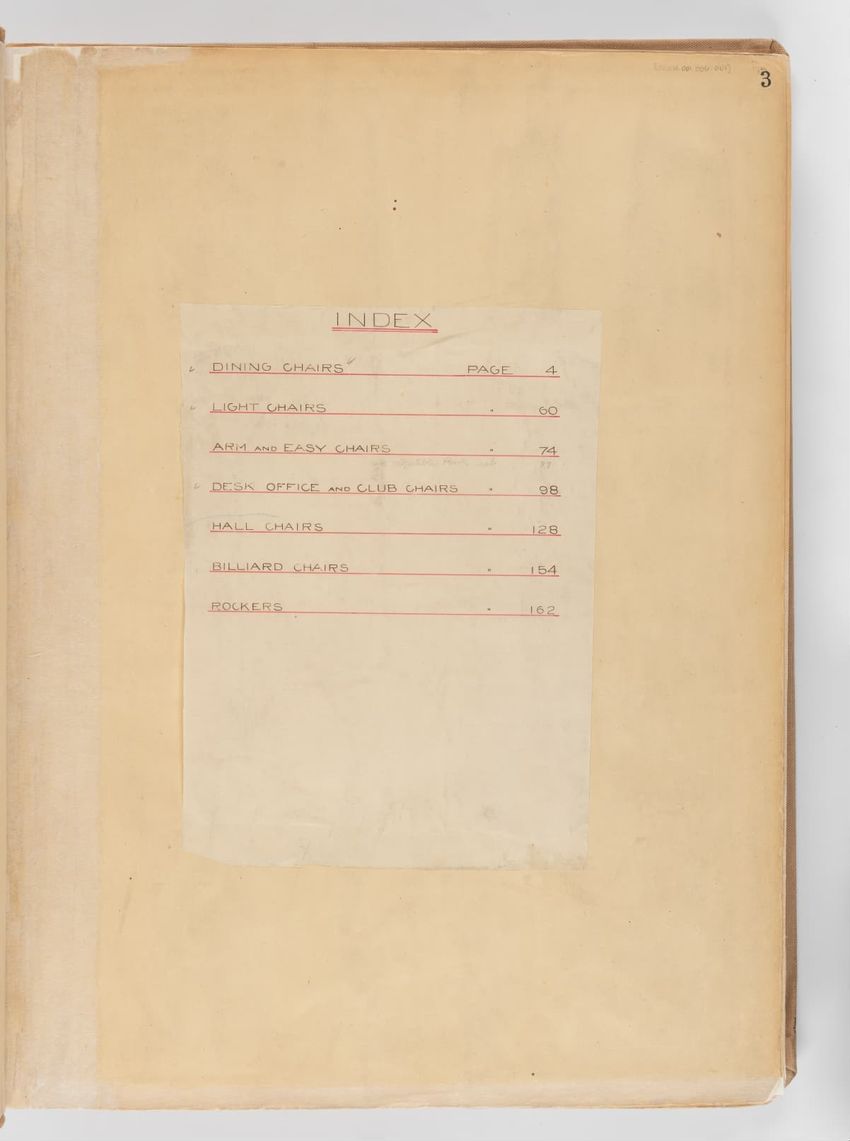 3
INDEX
DINING CHAIRS PAGE 4
LIGHT CHAIRS " 60
ARM AND EASY CHAIRS " 74
DESK OFFICE AND CLUB CHAIRS " 98
HALL CHAIRS " 128
BILLIARD CHAIRS " 154
ROCKERS " 162